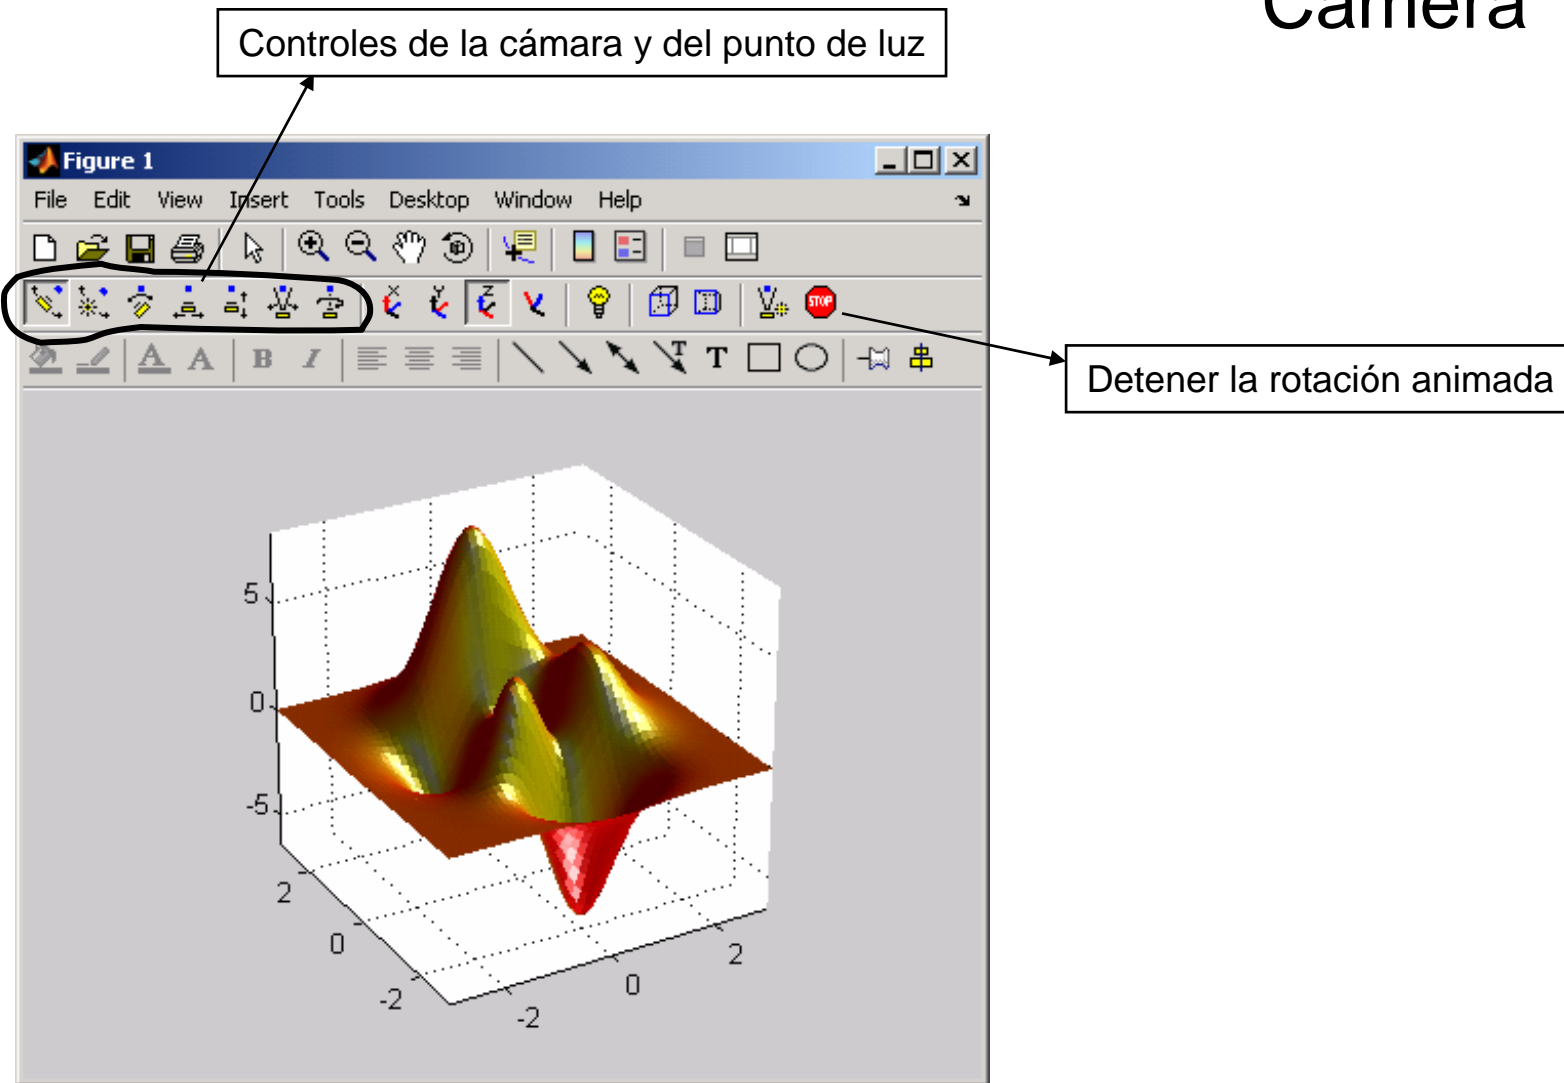 Camera
Controles de la cámara y del punto de luz
Figure 1
File Edit View Insert Tools Desktop Window Help
X Y Z
STOP
A A B I T T
Detener la rotación animada
5
0
-5
2
0
-2
-2
0
2